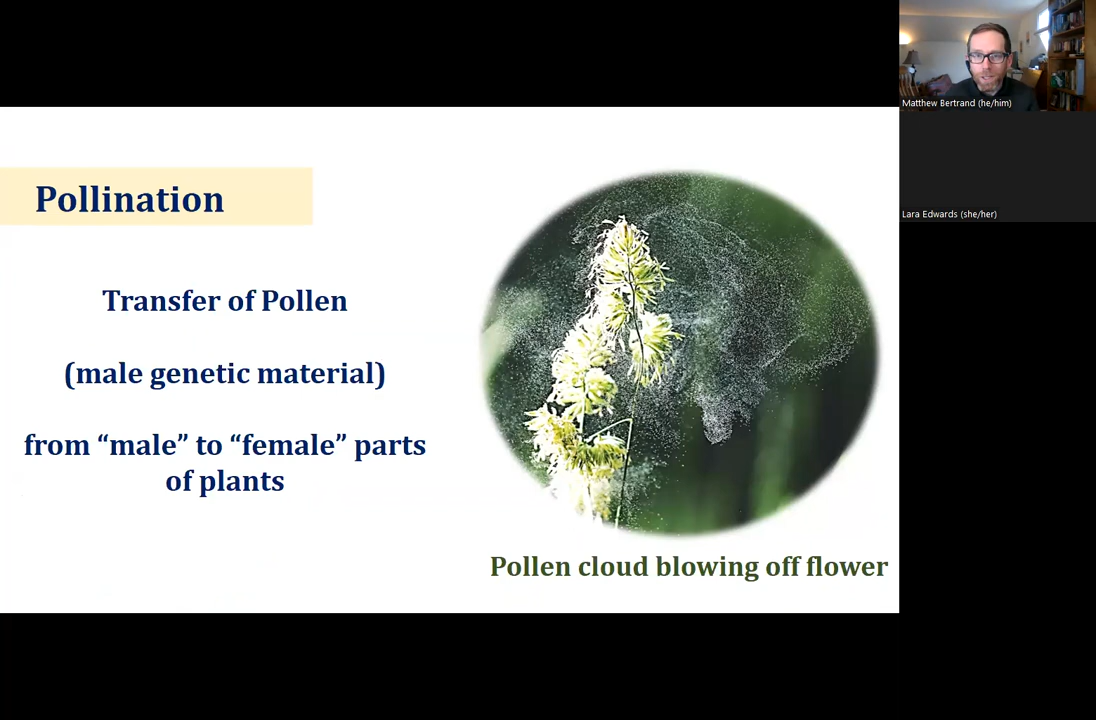 Pollination
Transfer of Pollen
(male genetic material)
from “male” to “female” parts
of plants
Pollen cloud blowing off flower
Matthew Bertrand (he/him)
Lara Edwards (she/her)